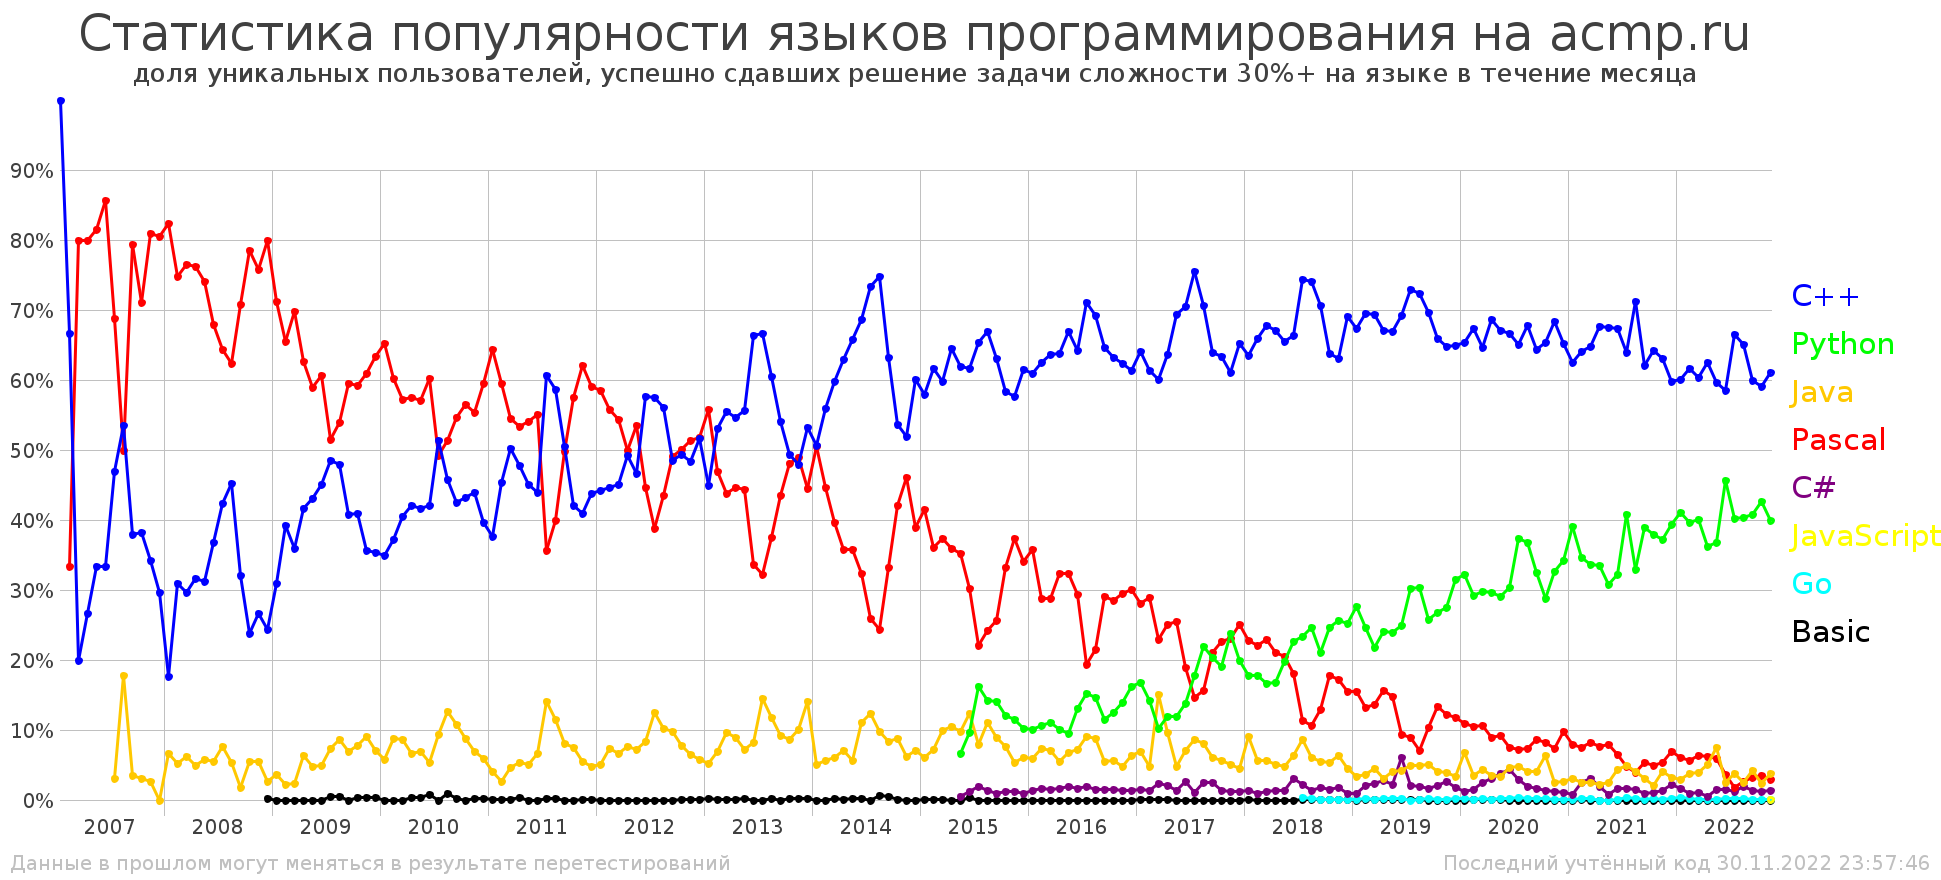 Статистика популярности языков программирования на acmp.ru
доля уникальных пользователей, успешно сдавших решение задачи сложности 30%+ на языке в течение месяца
90%
80%
70%
60%
50%
40%
30%
20%
10%
0%
2007 2008 2009 2010 2011 2012 2013 2014 2015 2016 2017 2018 2019 2020 2021 2022
C++
Python
Java
Pascal
C#
JavaScript
Go
Basic
Данные в прошлом могут меняться в результате перетестирований
Последний учтённый код 30.11.2022 23:57:46